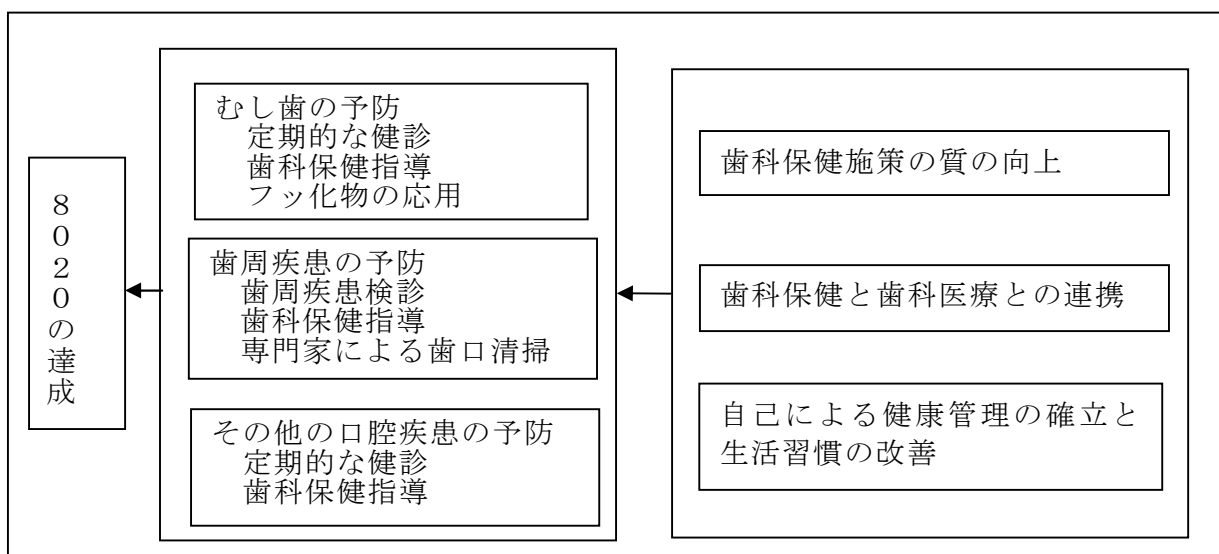 8020の達成
むし歯の予防
定期的な健診
歯科保健指導
フッ化物の応用
歯周疾患の予防
歯周疾患検診
歯科保健指導
専門家による歯口清掃
その他の口腔疾患の予防
定期的な健診
歯科保健指導
歯科保健施策の質の向上
歯科保健と歯科医療との連携
自己による健康管理の確立と
生活習慣の改善